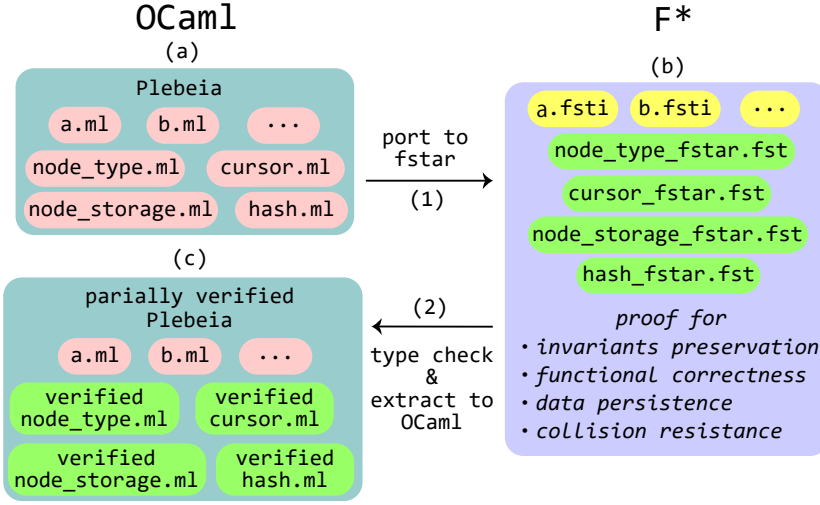 OCaml
(a)
Plebeia
a.ml b.ml ...
node_type.ml cursor.ml
node_storage.ml hash.ml
port to
fstar
(1)
F*
(b)
a.fsti b.fsti ...
node_type_fstar.fst
cursor_fstar.fst
node_storage_fstar.fst
hash_fstar.fst
proof for
・invariants preservation
・functional correctness
・data persistence
・collision resistance
(2)
type check
&
extract to
OCaml
(c)
parially verified
Plebeia
a.ml b.ml ...
verified verified
node_type.ml cursor.ml
verified verified
node_storage.ml hash.ml